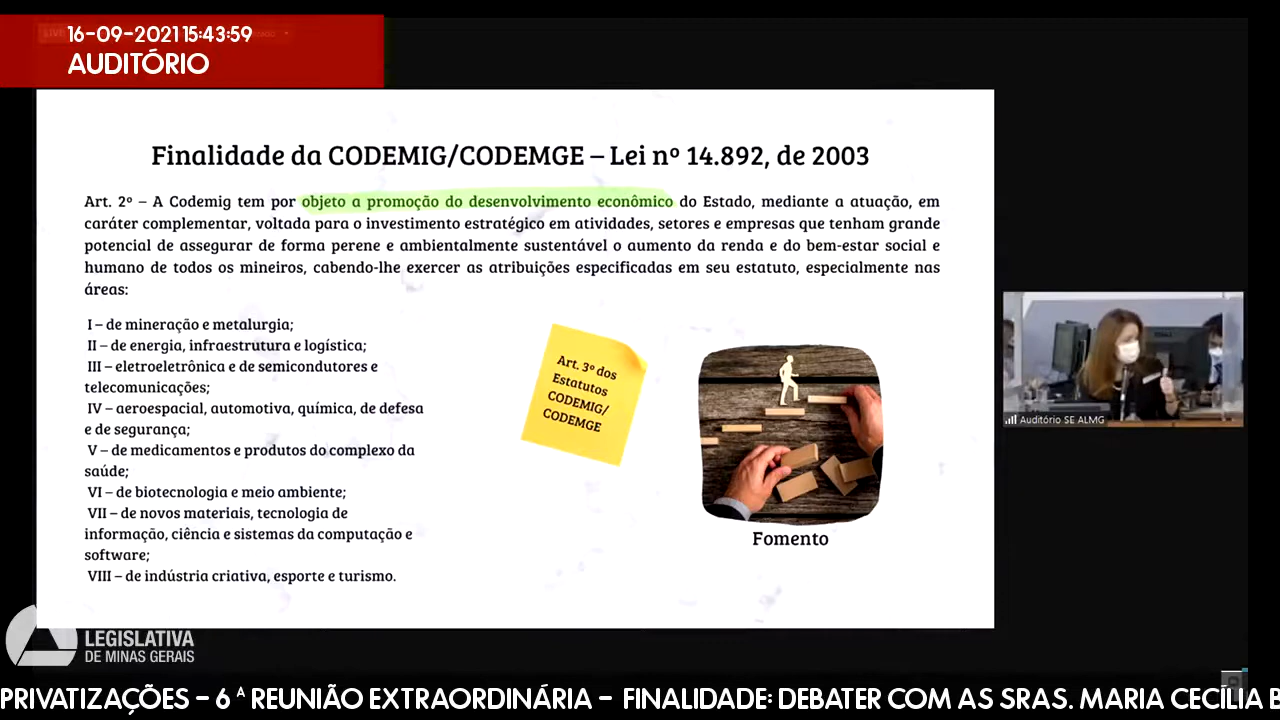 16-09-2021 15:43:59
AUDITÓRIO
Finalidade da CODEMIG/CODEMGE – Lei nº 14.892, de 2003
Art. 2º – A Codemig tem por objeto a promoção do desenvolvimento econômico do Estado, mediante a atuação, em
caráter complementar, voltada para o investimento estratégico em atividades, setores e empresas que tenham grande
potencial de assegurar de forma perene e ambientalmente sustentável o aumento da renda e do bem-estar social e
humano de todos os mineiros, cabendo-lhe exercer as atribuições especificadas em seu estatuto, especialmente nas
áreas:
I – de mineração e metalurgia;
II – de energia, infraestrutura e logística;
III – eletroeletrônica e de semicondutores e
telecomunicações;
IV – aeroespacial, automotiva, química, de defesa
e de segurança;
V – de medicamentos e produtos do complexo da
saúde;
VI – de biotecnologia e meio ambiente;
VII – de novos materiais, tecnologia de
informação, ciência e sistemas da computação e
software;
VIII – de indústria criativa, esporte e turismo.
Art. 3º dos
Estatutos
CODEMIG/
CODEMGE
Fomento
Auditório SE ALMG
LEGISLATIVA
DE MINAS GERAIS
PRIVATIZAÇÕES – 6 ª REUNIÃO EXTRAORDINÁRIA – FINALIDADE: DEBATER COM AS SRAS. MARIA CECÍLIA